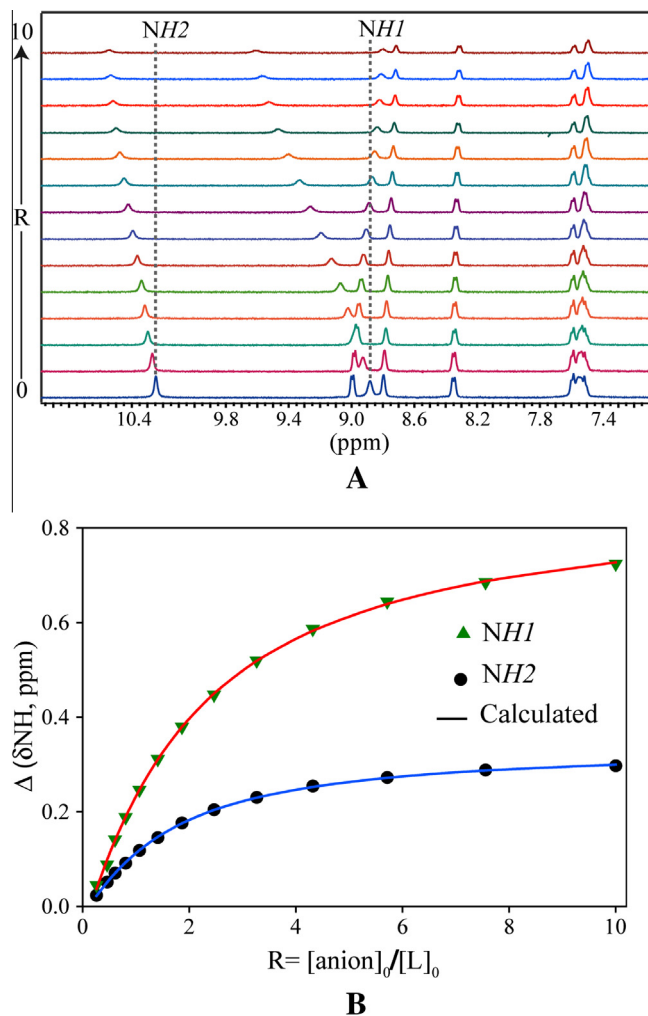 10
NH2
NH1
R
0
10.4 9.8 9.4 9.0 8.6 8.2 7.8 7.4
(ppm)
A
0.8
0.6
0.4
0.2
0.0
Δ (δNH, ppm)
NH1
NH2
Calculated
0 2 4 6 8 10
R= [anion]₀/[L]₀
B